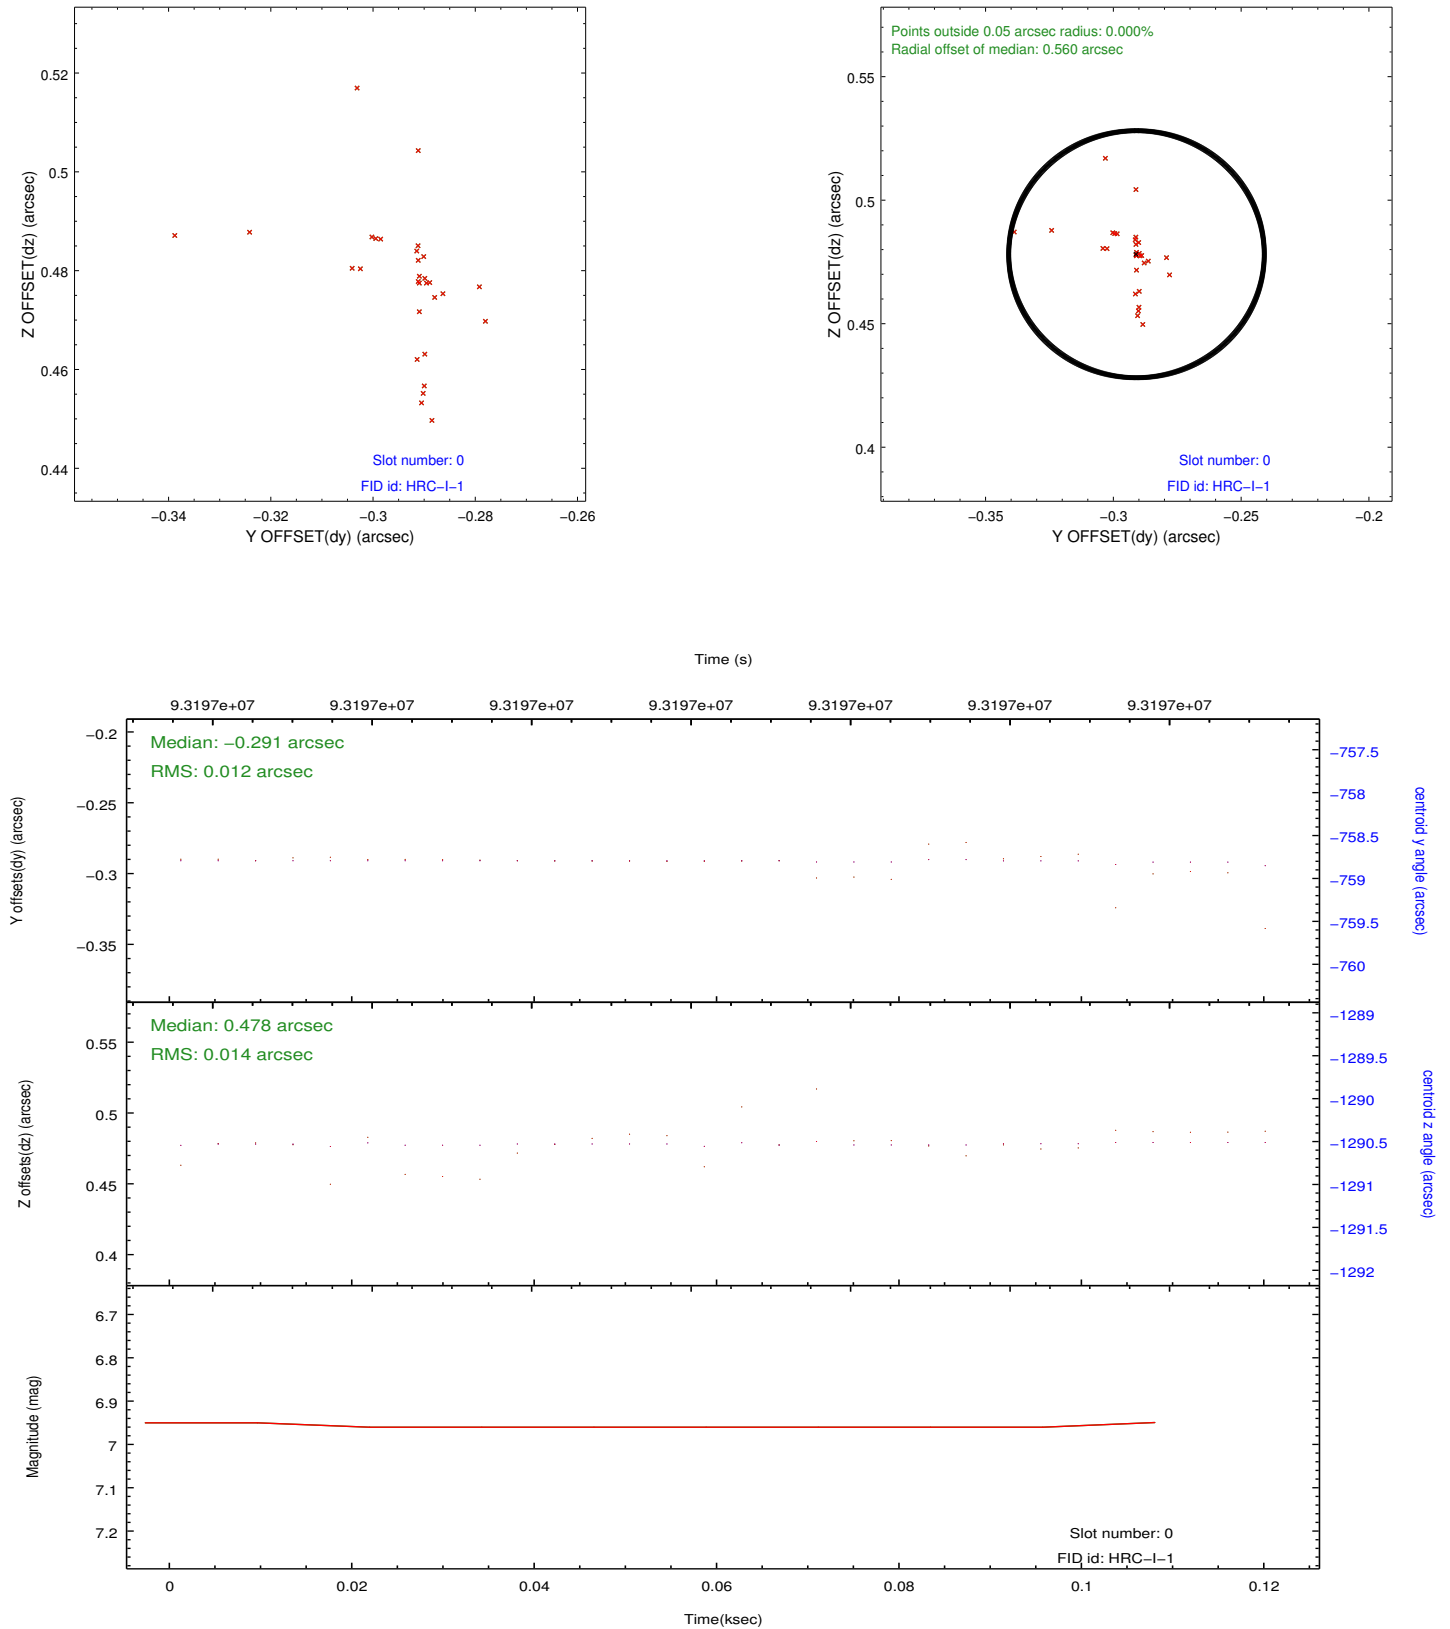 0.52
0.5
0.48
0.46
0.44
Z OFFSET(dz) (arcsec)
Slot number: 0
FID id: HRC−I−1
−0.34 −0.32 −0.3 −0.28 −0.26
Y OFFSET(dy) (arcsec)
Points outside 0.05 arcsec radius: 0.000%
Radial offset of median: 0.560 arcsec
0.55
0.5
0.45
0.4
Z OFFSET(dz) (arcsec)
Slot number: 0
FID id: HRC−I−1
−0.35 −0.3 −0.25 −0.2
Y OFFSET(dy) (arcsec)
Time (s)
9.3197e+07 9.3197e+07 9.3197e+07 9.3197e+07 9.3197e+07 9.3197e+07 9.3197e+07
Median: −0.291 arcsec
RMS: 0.012 arcsec
−0.2
−0.25
−0.3
−0.35
Y offsets(dy) (arcsec)
−757.5
−758
−758.5
−759
−759.5
−760
centroid y angle (arcsec)
Median: 0.478 arcsec
RMS: 0.014 arcsec
0.55
0.5
0.45
0.4
Z offsets(dz) (arcsec)
−1289
−1289.5
−1290
−1290.5
−1291
−1291.5
−1292
centroid z angle (arcsec)
6.7
6.8
6.9
7
7.1
7.2
Magnitude (mag)
Slot number: 0
FID id: HRC−I−1
0 0.02 0.04 0.06 0.08 0.1 0.12
Time(ksec)